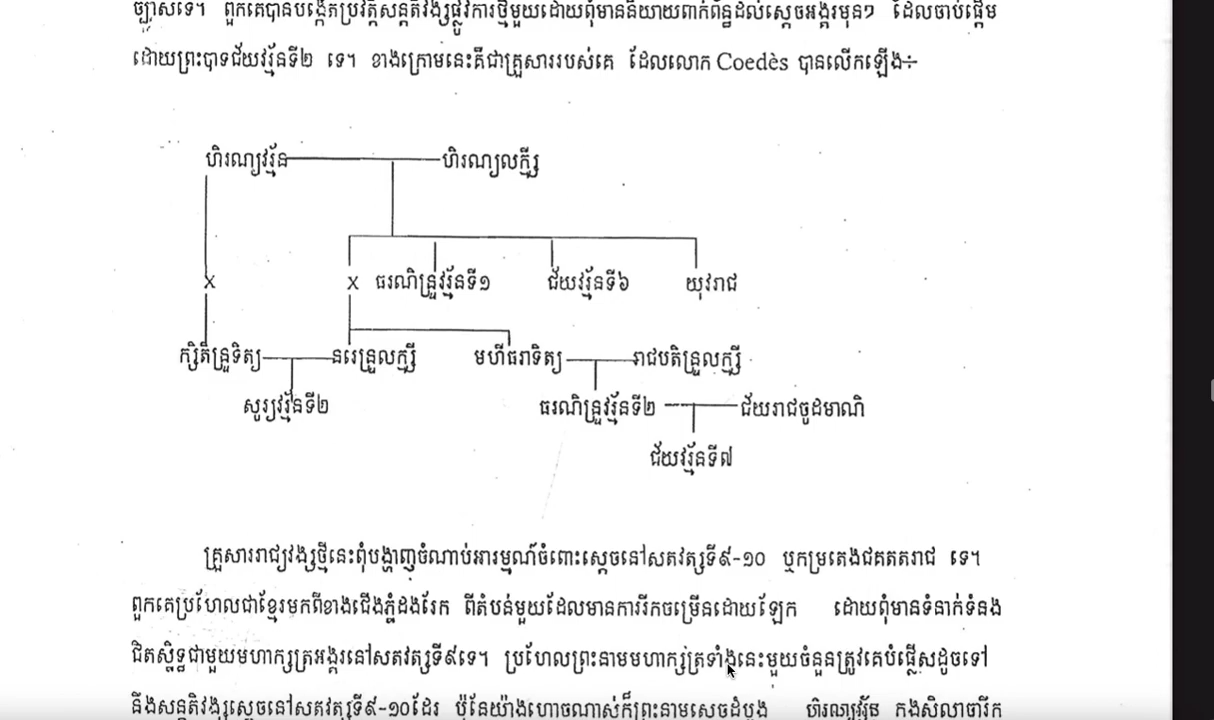 ច្បាស់ទេ។ ពួកគេបានបង្កើតប្រវត្តិសន្តតិវង្សផ្លូវការថ្មីមួយដោយពុំមាននិយាយពាក់ព័ន្ធដល់ស្តេចអង្គរមុនៗ ដែលចាប់ផ្តើម
ដោយព្រះបាទជ័យវរ្ម័នទី២ ទេ។ ខាងក្រោមនេះគឺជាគ្រួសាររបស់គេ ដែលលោក Coedès បានលើកឡើង÷
ហិរណ្យវរ្ម័ន ហិរណ្យលក្ម្សី
X X ធរណិន្ទ្រវរ្ម័នទី១ ជ័យវរ្ម័នទី៦ យុវរាជ
ក្សិតិន្ទ្រាទិត្យ នរេន្ទ្រលក្ស្មី មហីធរាទិត្យ រាជបតិន្ទ្រលក្ស្មី
សូរ្យវរ្ម័នទី២ ធរណិន្ទ្រវរ្ម័នទី២ ជ័យរាជចូដមាណិ
ជ័យវរ្ម័នទី៧
គ្រួសាររាជ្យវង្សថ្មីនេះពុំបង្ហាញចំណាប់អារម្មណ៍ចំពោះស្តេចនៅសតវត្សទី៩-១០ ឬកម្រតេងជគតតរាជ ទេ។
ពួកគេប្រហែលជាខ្មែរមកពីខាងជើងភ្នំដងរែក ពីតំបន់មួយដែលមានការរីកចម្រើនដោយឡែក ដោយពុំមានទំនាក់ទំនង
ជិតស្និទ្ធជាមួយមហាក្សត្រអង្គរនៅសតវត្សទី៩ទេ។ ប្រហែលព្រះនាមមហាក្សត្រទាំងនេះមួយចំនួនត្រូវគេបំផ្លើសដូចទៅ
នឹងសន្តតិវង្សស្តេចនៅសតវត្សទី៩-១០ដែរ ប៉ុន្តែយ៉ាងហោចណាស់ក៏ព្រះនាមស្តេចដំបូង ហិរណ្យវរ្ម័ន ក្នុងសិលាចារឹក